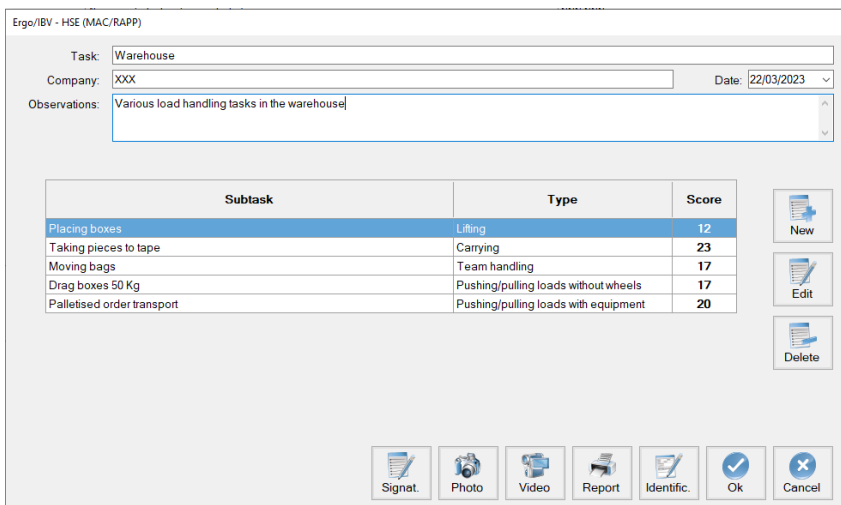 Ergo/IBV - HSE (MAC/RAPP)
Task: Warehouse
Company: XXX Date: 22/03/2023
Observations: Various load handling tasks in the warehouse
Subtask Type Score
Placing boxes Lifting 12
New
Taking pieces to tape Carrying 23
Moving bags Team handling 17
Drag boxes 50 Kg Pushing/pulling loads without wheels 17
Edit
Palletised order transport Pushing/pulling loads with equipment 20
Delete
Signat. Photo Video Report Identific. Ok Cancel